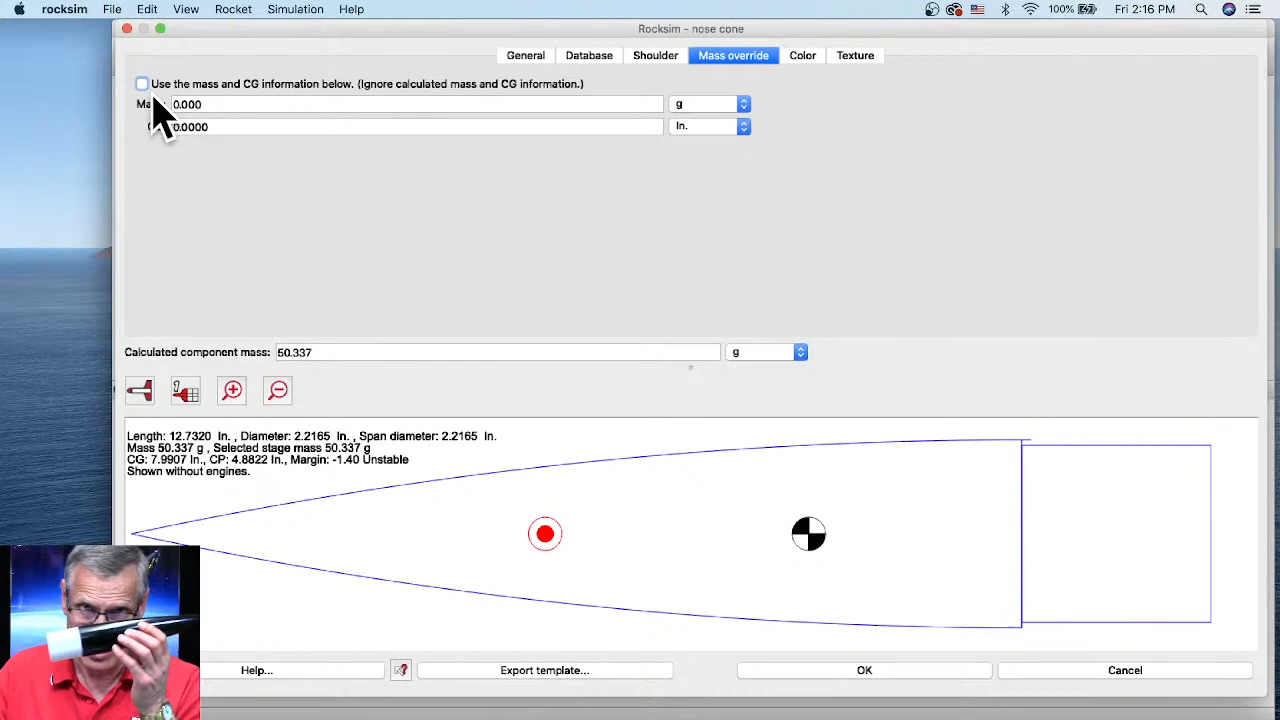 rocksim File Edit View Rocket Simulation Help 100% Fri 2:16 PM
Rocksim - nose cone
General Database Shoulder Mass override Color Texture
Use the mass and CG information below. (Ignore calculated mass and CG information.)
0.000 g
0.0000 In.
Calculated component mass: 50.337 g
Length: 12.7320 In. , Diameter: 2.2165 In. , Span diameter: 2.2165 In.
Mass 50.337 g , Selected stage mass 50.337 g
CG: 7.9907 In., CP: 4.8822 In., Margin: -1.40 Unstable
Shown without engines.
Help... Export template... OK Cancel